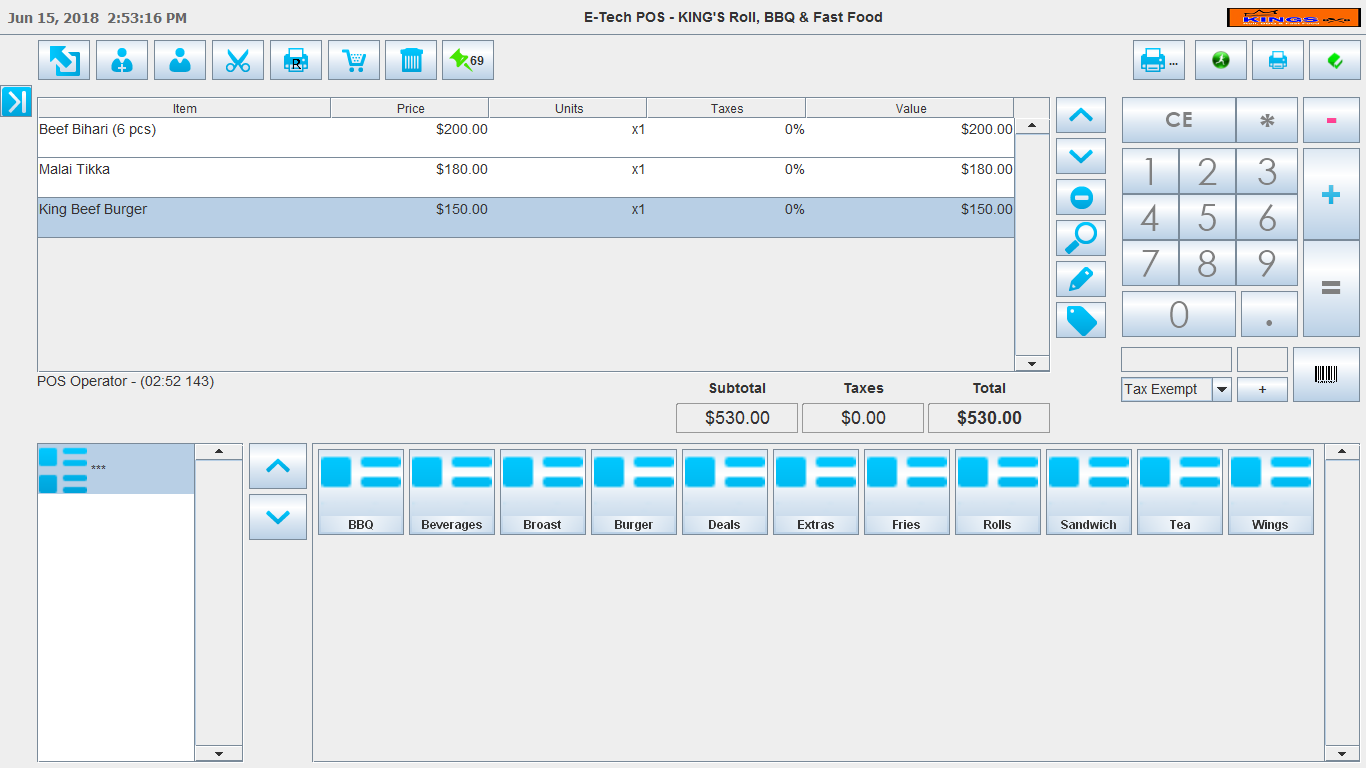 Jun 15, 2018 2:53:16 PM
E-Tech POS - KING'S Roll, BBQ & Fast Food
KINGS
R
69
...
Item Price Units Taxes Value
Beef Bihari (6 pcs) $200.00 x1 0% $200.00
Malai Tikka $180.00 x1 0% $180.00
King Beef Burger $150.00 x1 0% $150.00
CE * -
1 2 3 +
4 5 6
7 8 9 =
0 .
POS Operator - (02:52 143)
Tax Exempt +
Subtotal Taxes Total
$530.00 $0.00 $530.00
***
BBQ Beverages Broast Burger Deals Extras Fries Rolls Sandwich Tea Wings